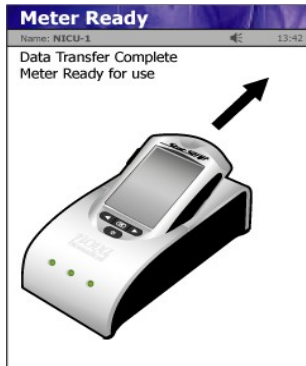 Meter Ready
Name: NICU-1 13:42
Data Transfer Complete
Meter Ready for use